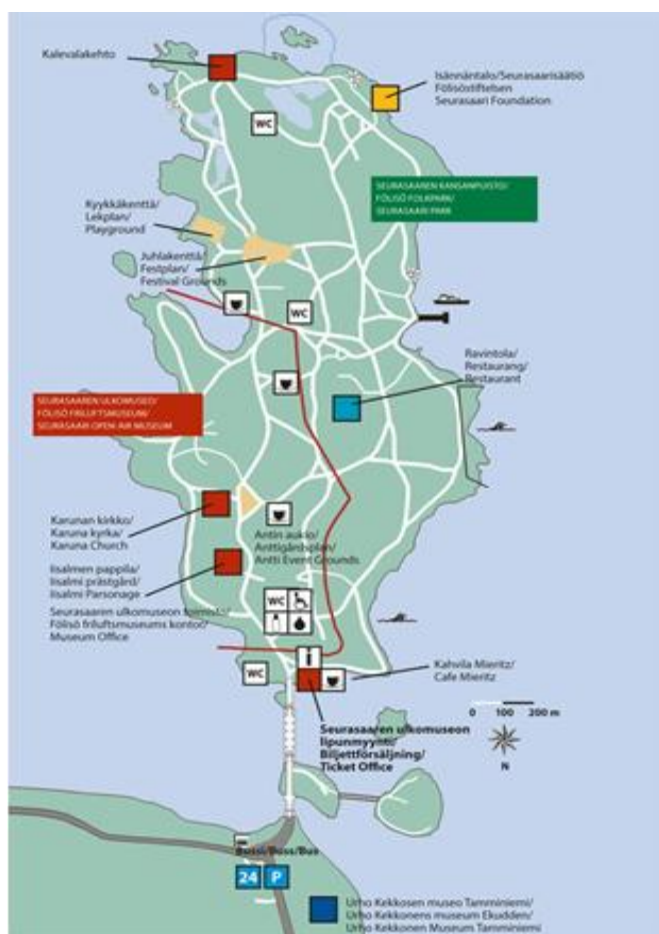 Kalevalakehto
Isännäntalo/Seurasaarisäätiö
Fölisöstiftelsen
Seurasaari Foundation
WC
SEURASAAREN KANSANPUISTO/
FÖLISÖ FOLKPARK/
SEURASAARI PARK
Kyykkäkenttä/
Lekplan/
Playground
Juhlakenttä/
Festplan/
Festival Grounds
WC
Ravintola/
Restaurang/
Restaurant
SEURASAAREN ULKOMUSEO/
FÖLISÖ FRILUFTSMUSEUM/
SEURASAARI OPEN-AIR MUSEUM
Karunan kirkko/
Karuna kyrka/
Karuna Church
Antin aukio/
Anttigårdsplan/
Antti Event Grounds
Iisalmen pappila/
Iisalmi prästgård/
Iisalmi Parsonage
Seurasaaren ulkomuseon toimisto/
Fölisö friluftsmuseums kontor/
Museum Office
WC
i
WC
Kahvila Mieritz/
Cafe Mieritz
0 100 200 m
N
Seurasaaren ulkomuseon
lipunmyynti/
Biljettförsäljning/
Ticket Office
Bussi/Buss/Bus
24 P
Urho Kekkosen museo Tamminiemi/
Urho Kekkonens museum Ekudden/
Urho Kekkonen Museum Tamminiemi